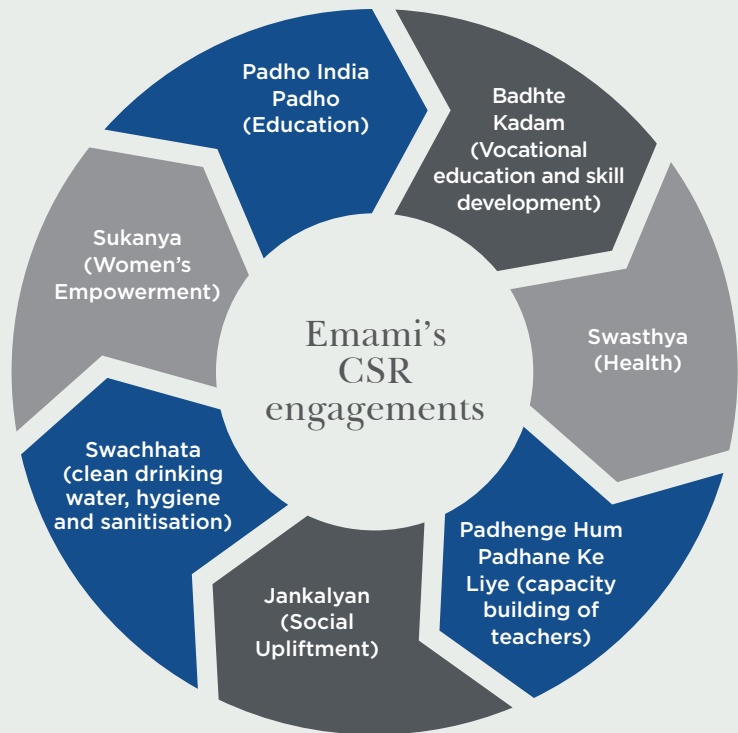 Padho India
Padho
(Education)
Badhte
Kadam
(Vocational
education and skill
development)
Swasthya
(Health)
Padhenge Hum
Padhane Ke
Liye (capacity
building of
teachers)
Jankalyan
(Social
Upliftment)
Swachhata
(clean drinking
water, hygiene
and sanitisation)
Sukanya
(Women's
Empowerment)
Emami's
CSR
engagements